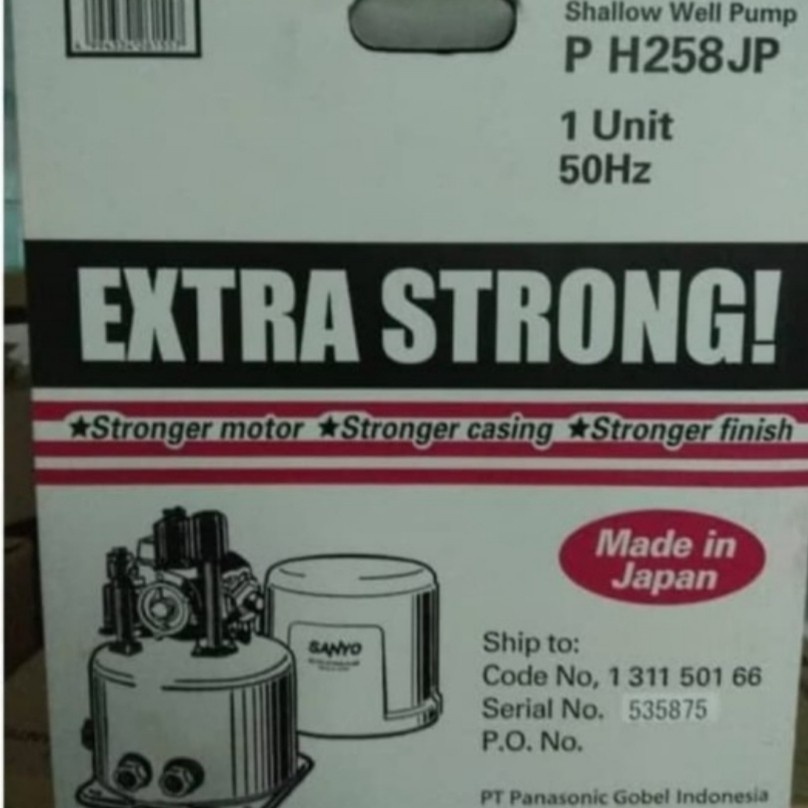 Shallow Well Pump
P H258JP
1 Unit
50Hz
EXTRA STRONG!
★Stronger motor ★Stronger casing ★Stronger finish
Made in
Japan
SANYO
Ship to:
Code No, 1 311 501 66
Serial No. 535875
P.O. No.
PT Panasonic Gobel Indonesia